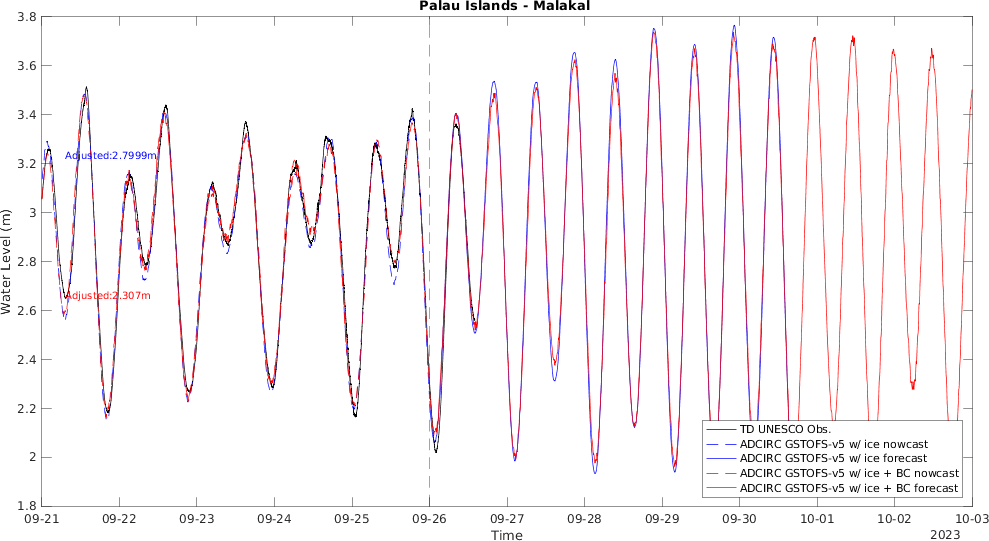 Palau Islands - Malakal
3.8
3.6
3.4
3.2
3
2.8
2.6
2.4
2.2
2
1.8
Water Level (m)
Adjusted:2.7999m
Adjusted:2.307m
TD UNESCO Obs.
ADCIRC GSTOFS-v5 w/ ice nowcast
ADCIRC GSTOFS-v5 w/ ice forecast
ADCIRC GSTOFS-v5 w/ ice + BC nowcast
ADCIRC GSTOFS-v5 w/ ice + BC forecast
09-21 09-22 09-23 09-24 09-25 09-26 09-27 09-28 09-29 09-30 10-01 10-02 10-03
Time
2023